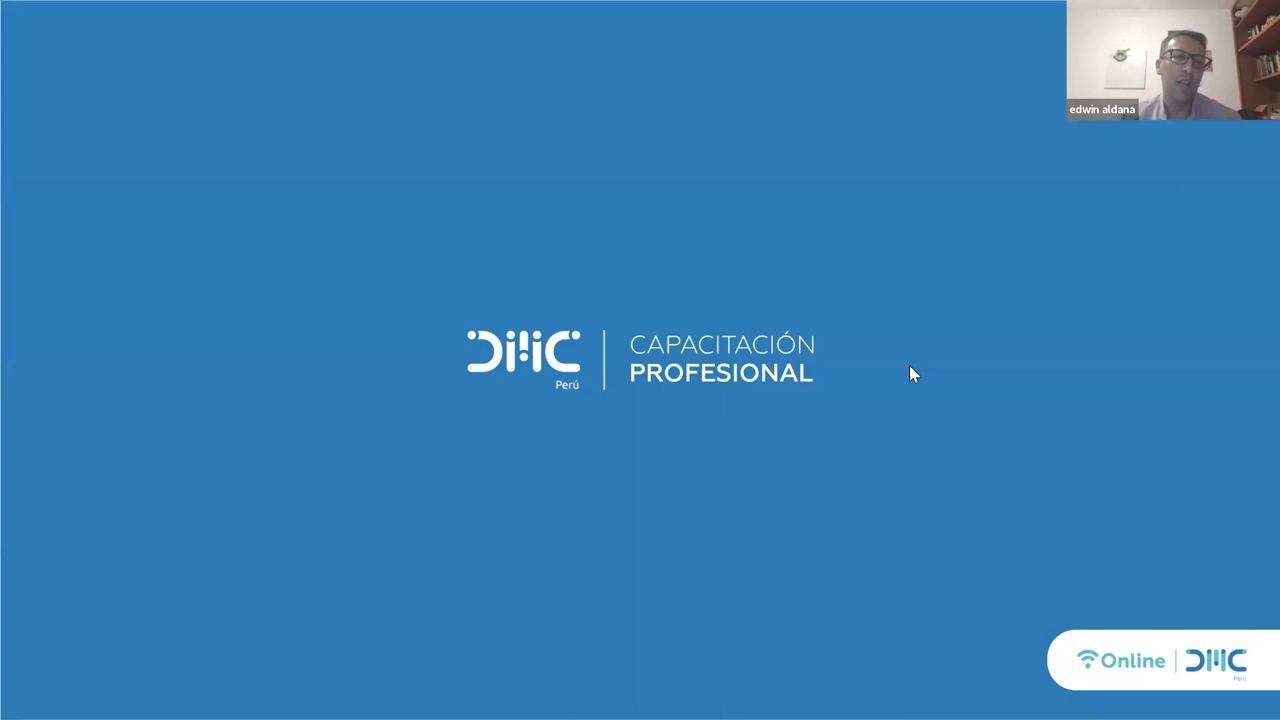 edwin aldana
DMC
Perú
CAPACITACIÓN
PROFESIONAL
Online
DMC
Perú